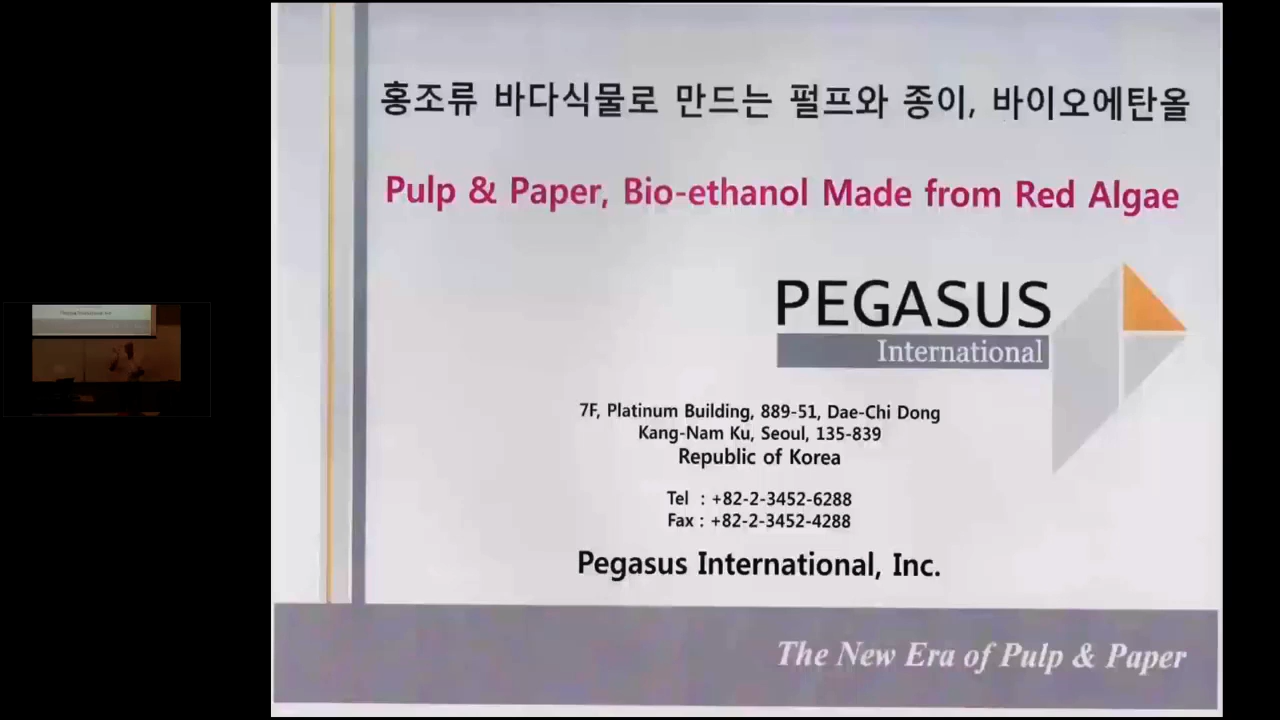 홍조류 바다식물로 만드는 펄프와 종이, 바이오에탄올
Pulp & Paper, Bio-ethanol Made from Red Algae
PEGASUS
International
7F, Platinum Building, 889-51, Dae-Chi Dong
Kang-Nam Ku, Seoul, 135-839
Republic of Korea
Tel : +82-2-3452-6288
Fax : +82-2-3452-4288
Pegasus International, Inc.
The New Era of Pulp & Paper